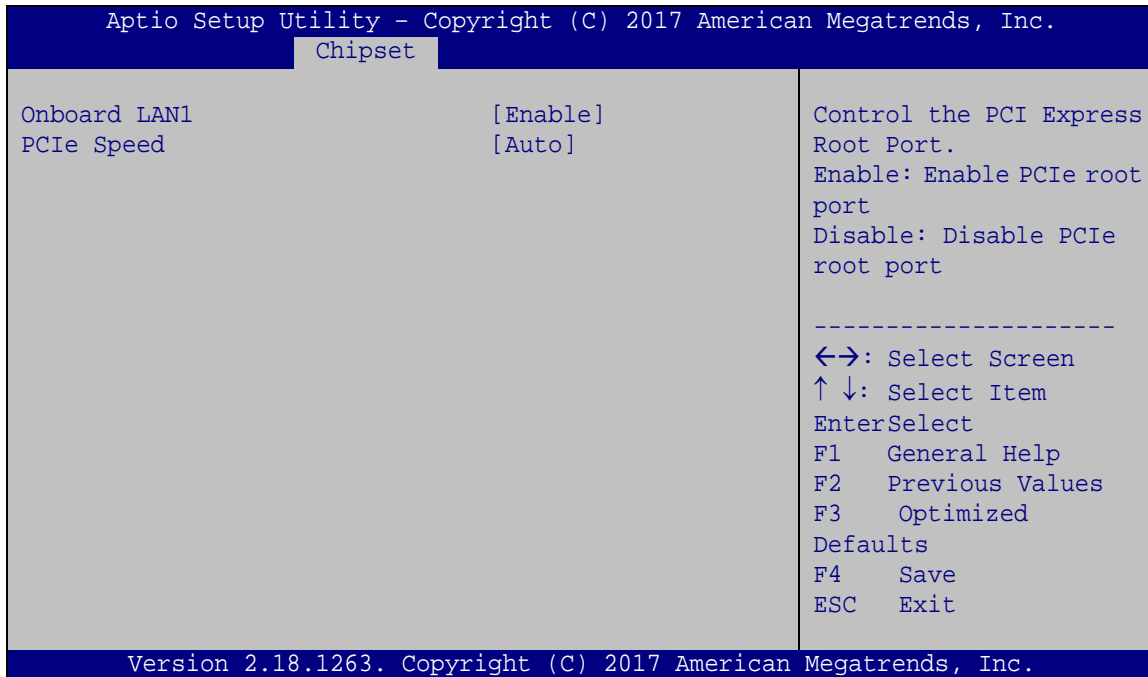 Aptio Setup Utility – Copyright (C) 2017 American Megatrends, Inc.
Chipset
Onboard LAN1 [Enable]
PCIe Speed [Auto]
Control the PCI Express
Root Port.
Enable: Enable PCIe root
port
Disable: Disable PCIe
root port
---------------------
←→: Select Screen
↑ ↓: Select Item
EnterSelect
F1 General Help
F2 Previous Values
F3 Optimized
Defaults
F4 Save
ESC Exit
Version 2.18.1263. Copyright (C) 2017 American Megatrends, Inc.